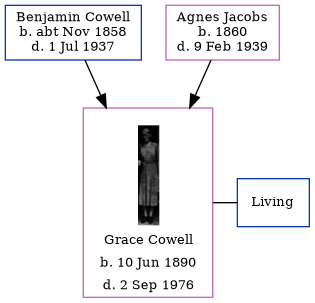 Benjamin Cowell
b. abt Nov 1858
d. 1 Jul 1937
Agnes Jacobs
b. 1860
d. 9 Feb 1939
Grace Cowell
b. 10 Jun 1890
d. 2 Sep 1976
Living